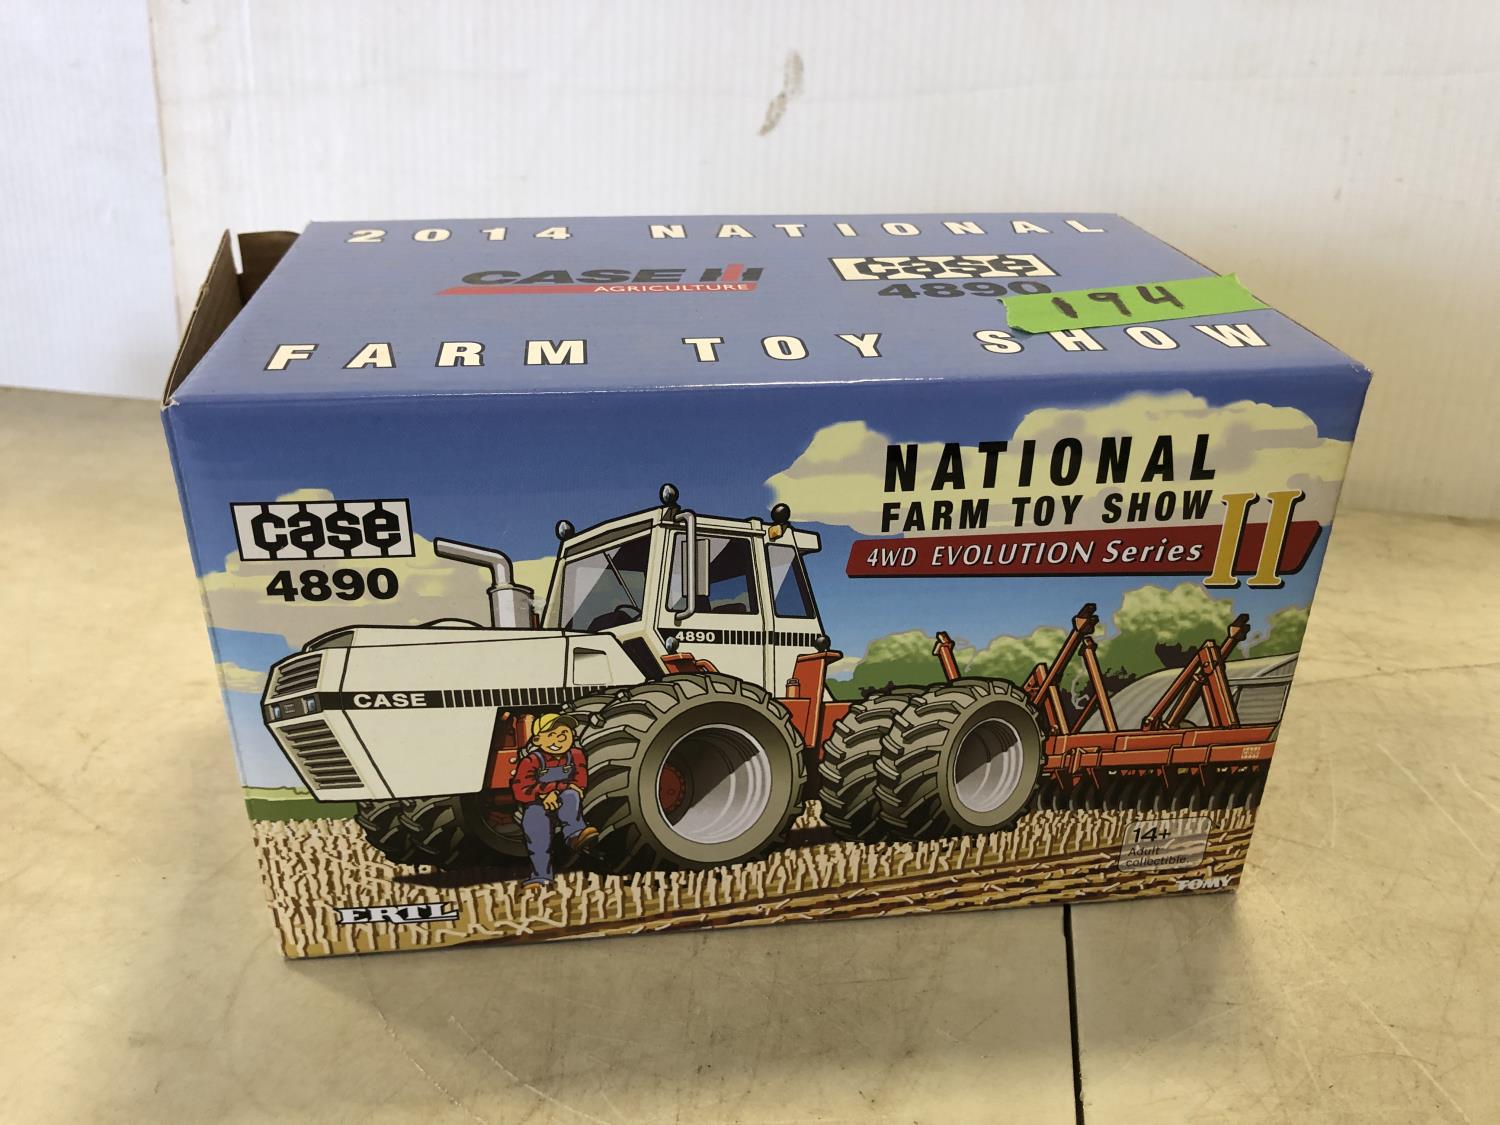 2014 NATIONAL
CASE IH
AGRICULTURE
case
4890
194
FARM TOY SHOW
NATIONAL
FARM TOY SHOW
4WD EVOLUTION Series II
case
4890
4890
CASE
14+
Adult
collectible.
ERTL
TOMY